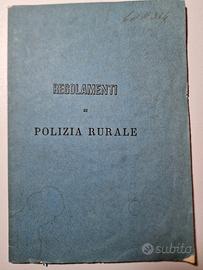 REGOLAMENTI
DI
POLIZIA RURALE
subito